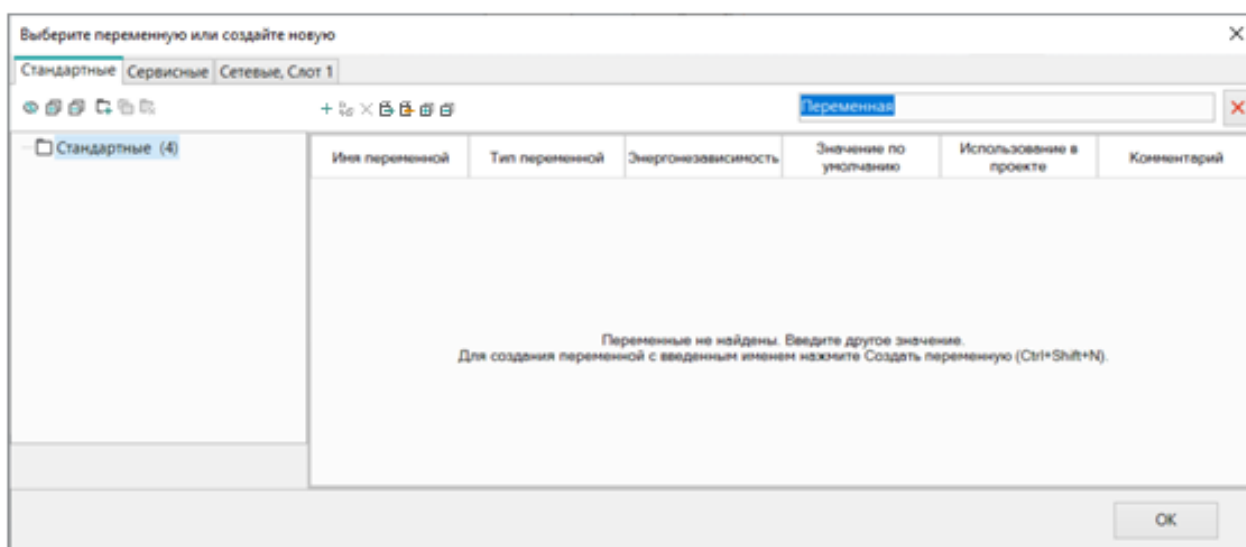 Выберите переменную или создайте новую
Стандартные Сервисные Сетевые, Слот 1
Переменная
Стандартные (4)
Имя переменной
Тип переменной
Энергонезависимость
Значение по
умолчанию
Использование в
проекте
Комментарий
Переменные не найдены. Введите другое значение.
Для создания переменной с введенным именем нажмите Создать переменную (Ctrl+Shift+N).
OK